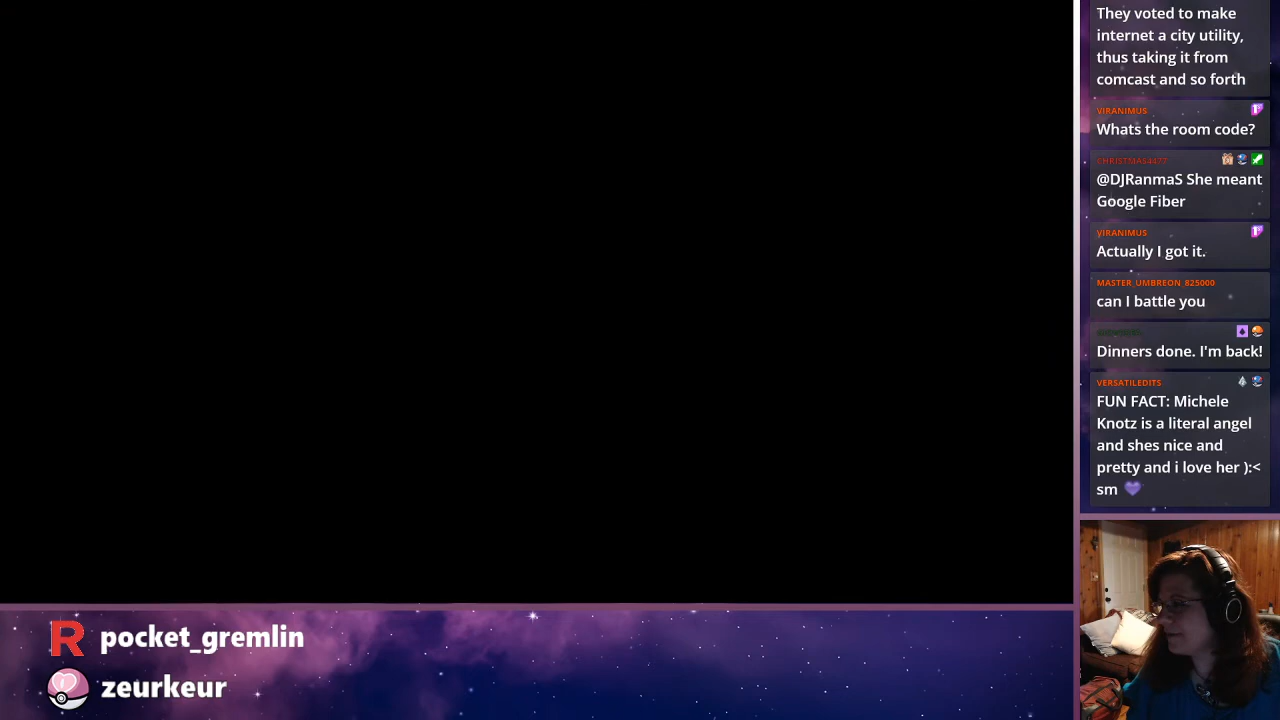 They voted to make
internet a city utility,
thus taking it from
comcast and so forth
VIRANIMUS
Whats the room code?
CHRISTMAS4477
@DJRanmaS She meant
Google Fiber
VIRANIMUS
Actually I got it.
MASTER_UMBREON_825000
can I battle you
Dinners done. I'm back!
VERSATILEDITS
FUN FACT: Michele
Knotz is a literal angel
and shes nice and
pretty and i love her ):<
sm
R pocket_gremlin
zeurkeur